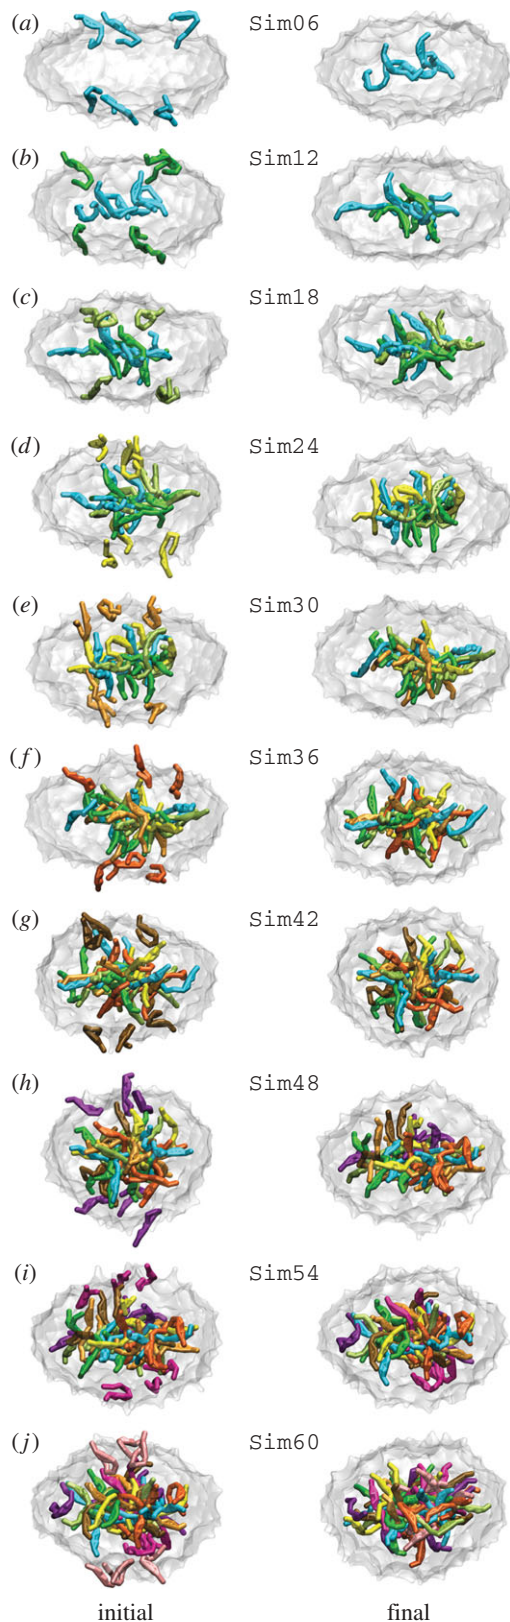 (a) Sim06
(b) Sim12
(c) Sim18
(d) Sim24
(e) Sim30
(f) Sim36
(g) Sim42
(h) Sim48
(i) Sim54
(j) Sim60
initial final